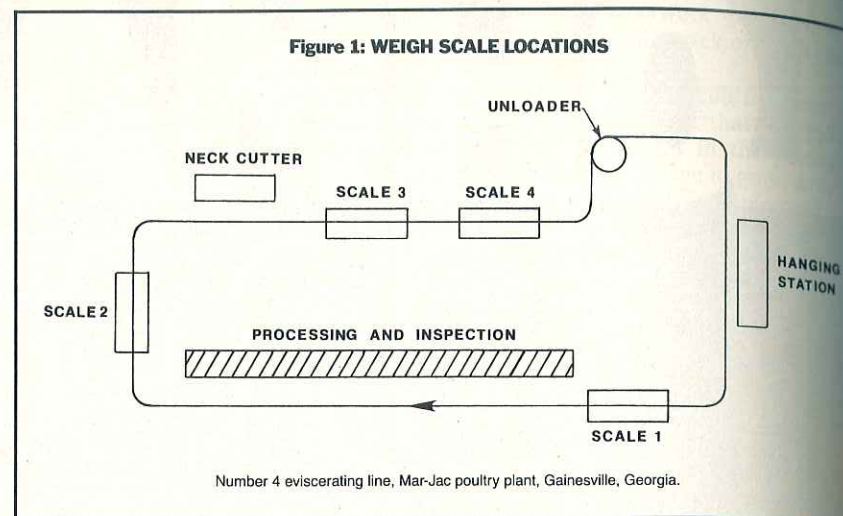 Figure 1: WEIGH SCALE LOCATIONS
UNLOADER
NECK CUTTER
SCALE 3
SCALE 4
HANGING
STATION
SCALE 2
PROCESSING AND INSPECTION
SCALE 1
Number 4 eviscerating line, Mar-Jac poultry plant, Gainesville, Georgia.